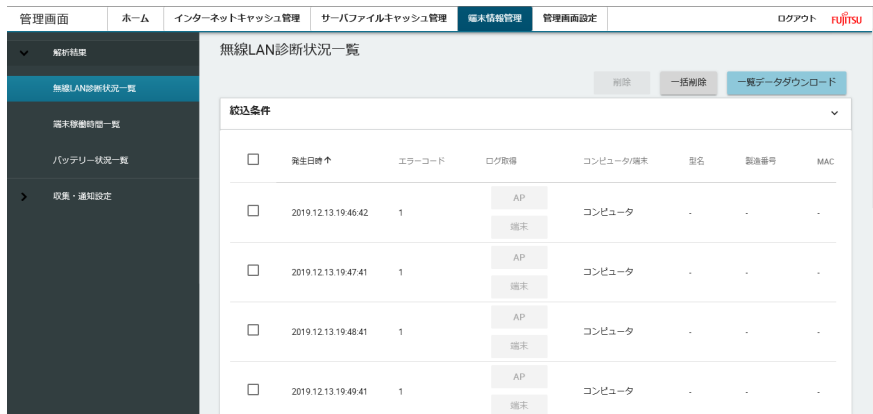 管理画面 ホーム インターネットキャッシュ管理 サーバファイルキャッシュ管理 端末情報管理 管理画面設定 ログアウト FUJITSU
解析結果
無線LAN診断状況一覧
端末稼働時間一覧
バッテリー状況一覧
収集・通知設定
無線LAN診断状況一覧
削除 一括削除 一覧データダウンロード
絞込条件
発生日時↑ エラーコード ログ取得 コンピュータ/端末 型名 製造番号 MAC
AP
2019.12.13.19:46:42 1 コンピュータ - - -
端末
AP
2019.12.13.19:47:41 1 コンピュータ - - -
端末
AP
2019.12.13.19:48:41 1 コンピュータ - - -
端末
AP
2019.12.13.19:49:41 1 コンピュータ - - -
端末